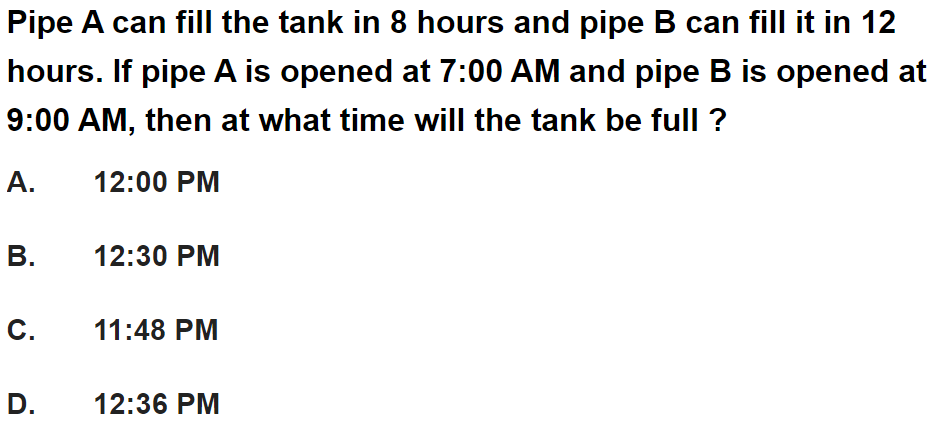 Pipe A can fill the tank in 8 hours and pipe B can fill it in 12
hours. If pipe A is opened at 7:00 AM and pipe B is opened at
9:00 AM, then at what time will the tank be full ?
A. 12:00 PM
B. 12:30 PM
C. 11:48 PM
D. 12:36 PM